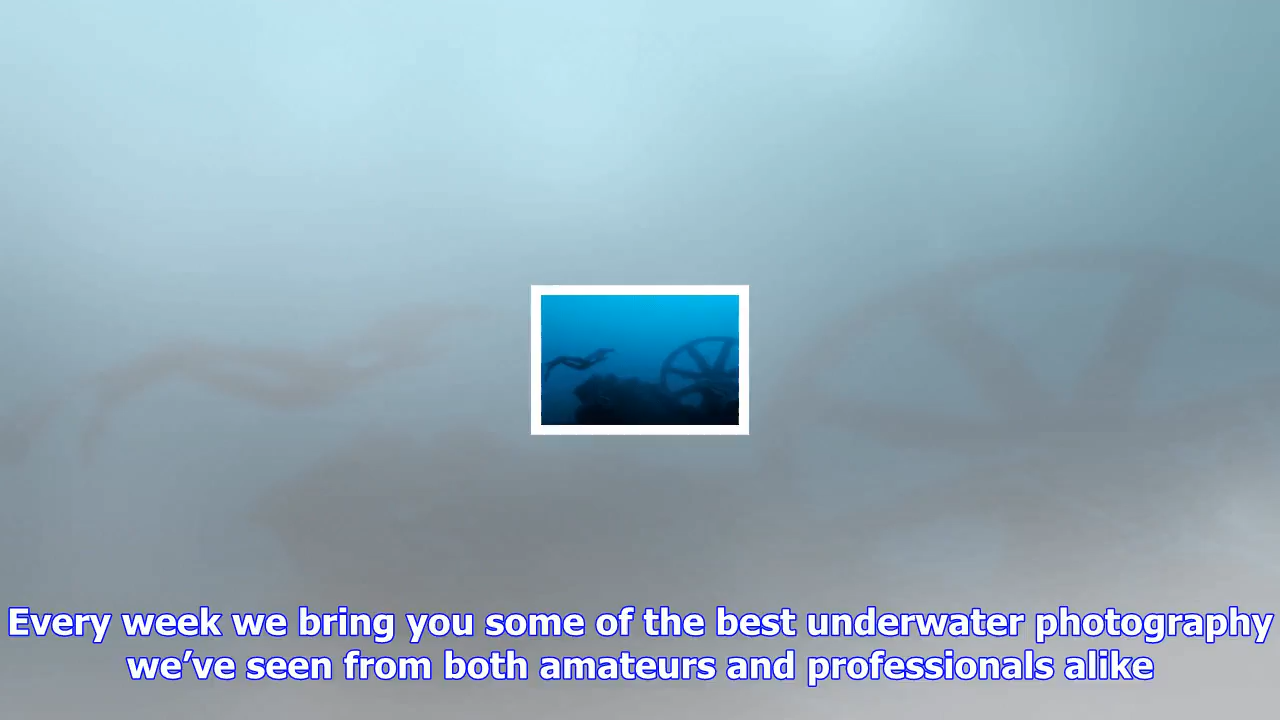 Every week we bring you some of the best underwater photography
we’ve seen from both amateurs and professionals alike